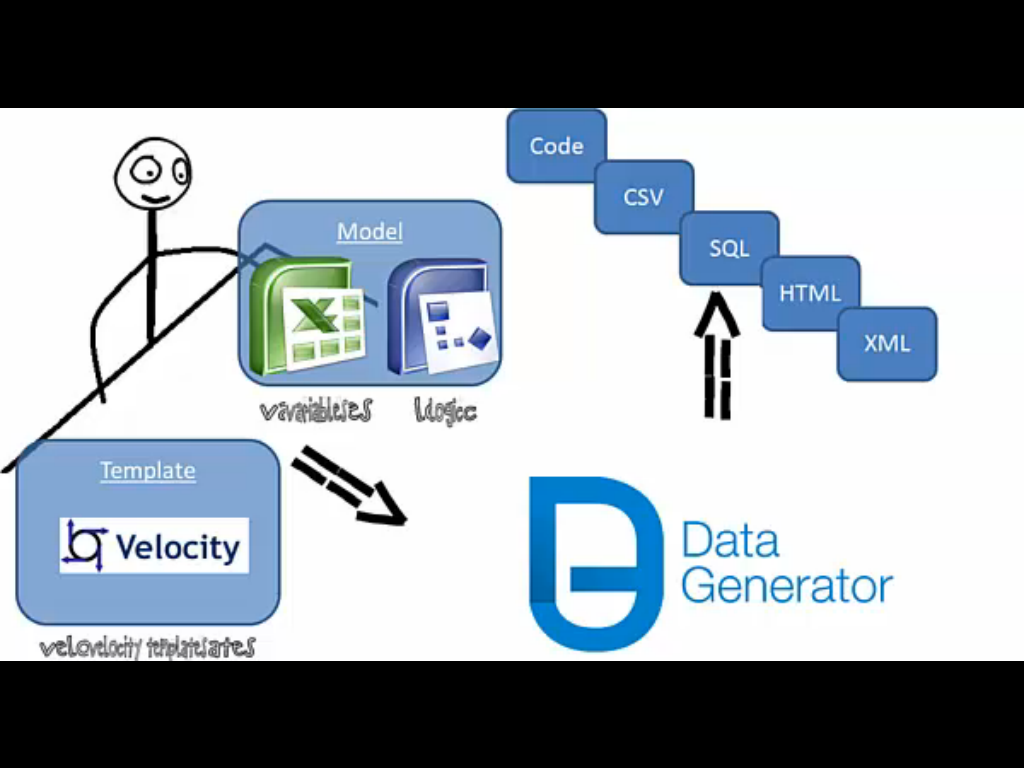 Code
CSV
SQL
HTML
XML
Model
Template
Velocity
Data
Generator